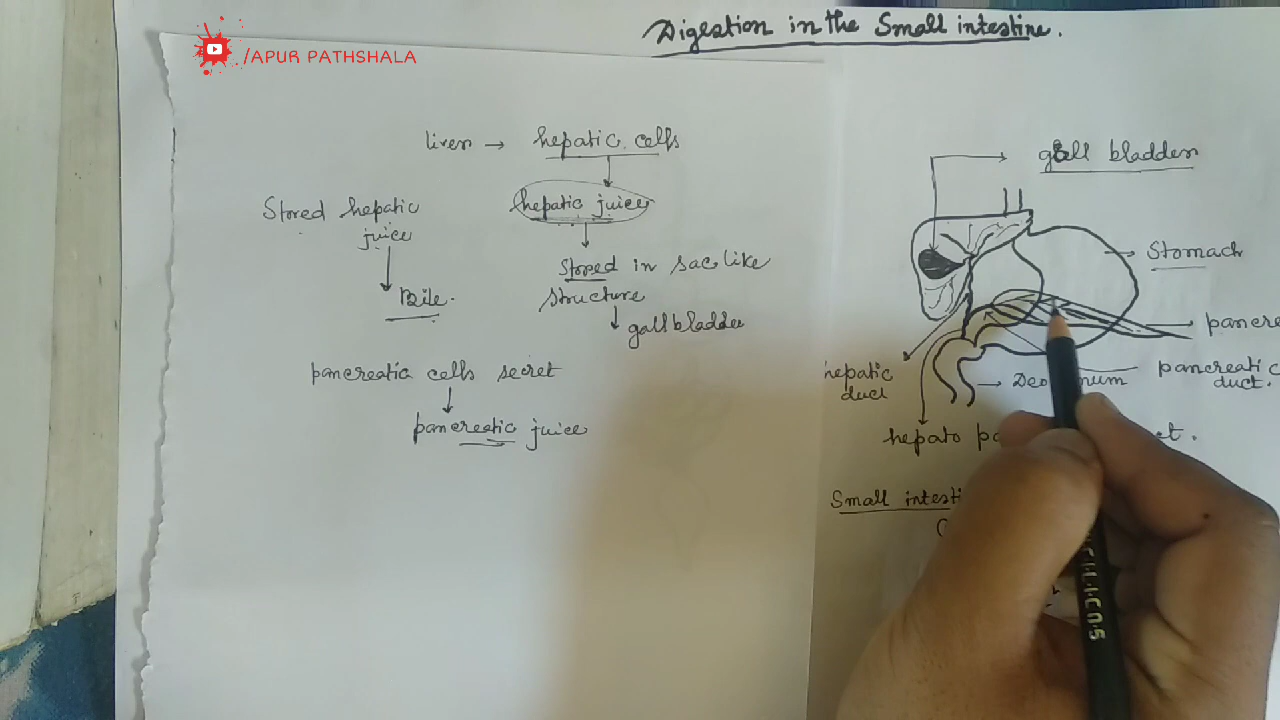 Digestion in the Small intestine.
/APUR PATHSHALA
liver → hepatic cells
hepatic juice
Stored hepatic
juice
Bile.
Stored in sac like
structure
gall bladder
pancreatic cells secret
pancreatic juice
gall bladder
Stomach
pancre
hepatic
duct
pancreatic
duct.
hepato
Small intesti